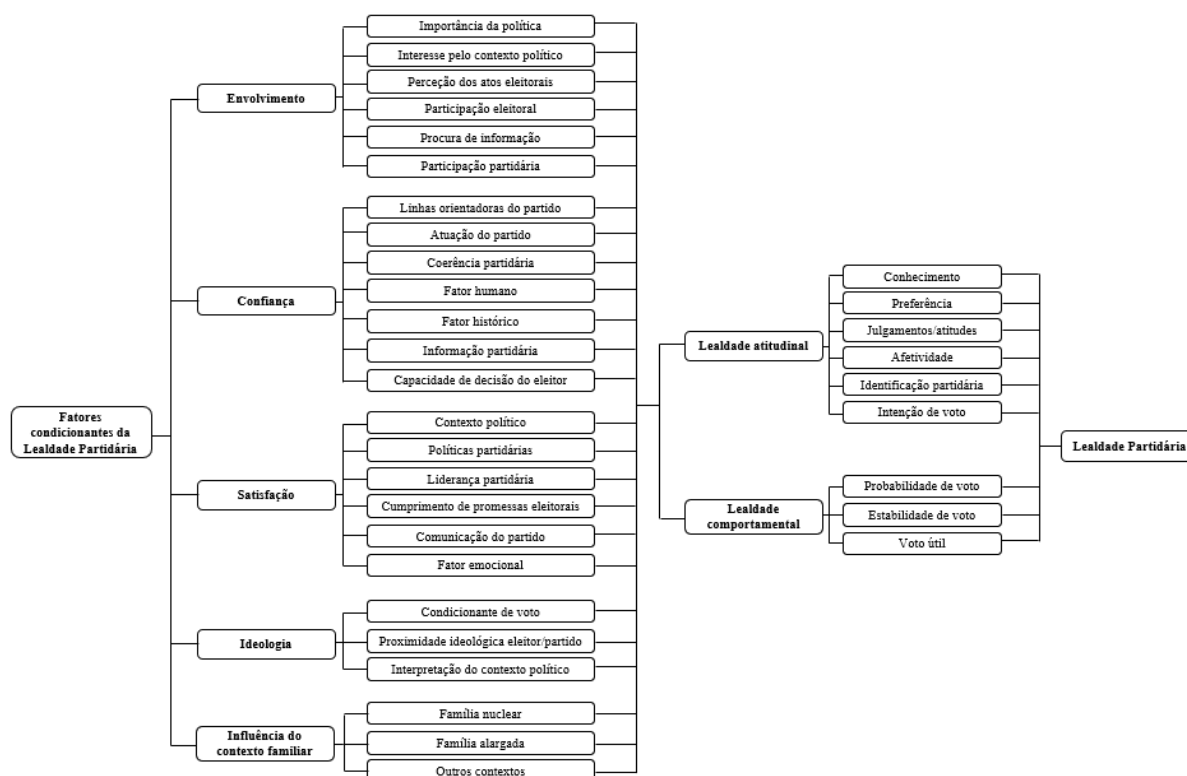 Fatores
condicionantes da
Lealdade Partidária
Envolvimento
Importância da política
Interesse pelo contexto político
Perceção dos atos eleitorais
Participação eleitoral
Procura de informação
Participação partidária
Confiança
Linhas orientadoras do partido
Atuação do partido
Coerência partidária
Fator humano
Fator histórico
Informação partidária
Capacidade de decisão do eleitor
Satisfação
Contexto político
Políticas partidárias
Liderança partidária
Cumprimento de promessas eleitorais
Comunicação do partido
Fator emocional
Ideologia
Condicionante de voto
Proximidade ideológica eleitor/partido
Interpretação do contexto político
Influência do
contexto familiar
Família nuclear
Família alargada
Outros contextos
Lealdade atitudinal
Conhecimento
Preferência
Julgamentos/atitudes
Afetividade
Identificação partidária
Intenção de voto
Lealdade
comportamental
Probabilidade de voto
Estabilidade de voto
Voto útil
Lealdade Partidária